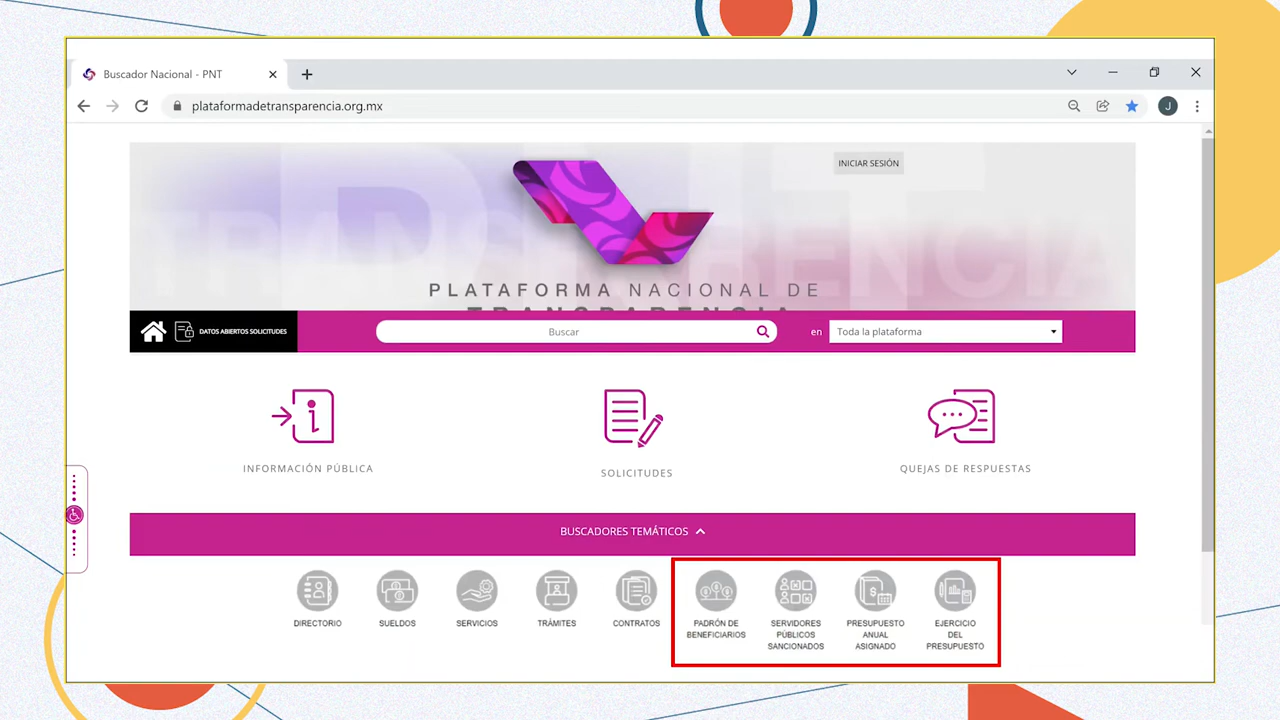 Buscador Nacional - PNT
plataformadetransparencia.org.mx
J
INICIAR SESIÓN
PLATAFORMA NACIONAL DE
TRANSPARENCIA
DATOS ABIERTOS SOLICITUDES
Buscar
en
Toda la plataforma
INFORMACIÓN PÚBLICA
SOLICITUDES
QUEJAS DE RESPUESTAS
BUSCADORES TEMÁTICOS
DIRECTORIO
SUELDOS
SERVICIOS
TRÁMITES
CONTRATOS
PADRÓN DE
BENEFICIARIOS
SERVIDORES
PÚBLICOS
SANCIONADOS
PRESUPUESTO
ANUAL
ASIGNADO
EJERCICIO
DEL
PRESUPUESTO